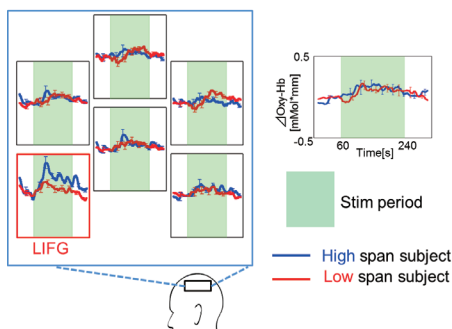 LIFG
0.5
⊿Oxy-Hb
[mMol*mm]
-0.5
60
240
Time[s]
Stim period
High span subject
Low span subject